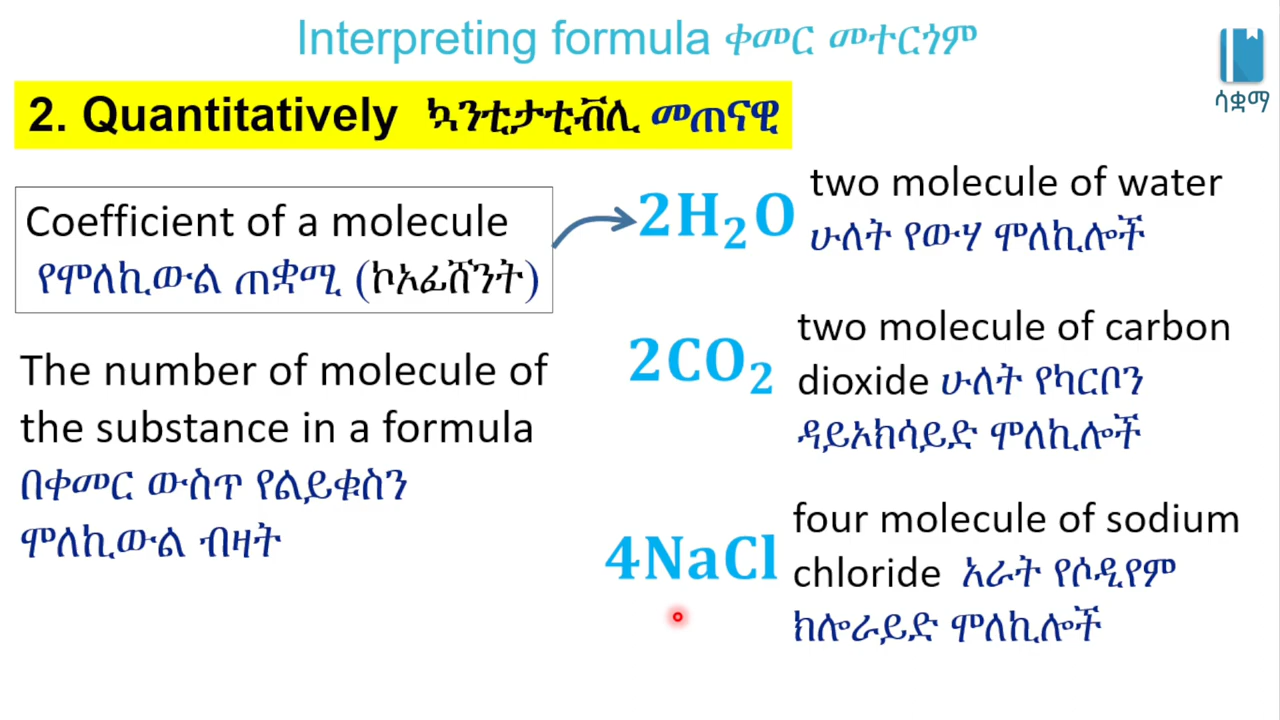 Interpreting formula ቀመር መተርጎም
ሳቋማ
2. Quantitatively ኳንቲታቲቭሊ መጠናዊ
Coefficient of a molecule
የሞለኪውል ጠቋሚ (ኮኦፊሸንት)
The number of molecule of
the substance in a formula
በቀመር ውስጥ የልይቁስን
ሞለኪውል ብዛት
2H₂O
two molecule of water
ሁለት የውሃ ሞለኪሎች
2CO₂
two molecule of carbon
dioxide ሁለት የካርቦን
ዳይኦክሳይድ ሞለኪሎች
4NaCl
four molecule of sodium
chloride አራት የሶዲየም
ክሎራይድ ሞለኪሎች